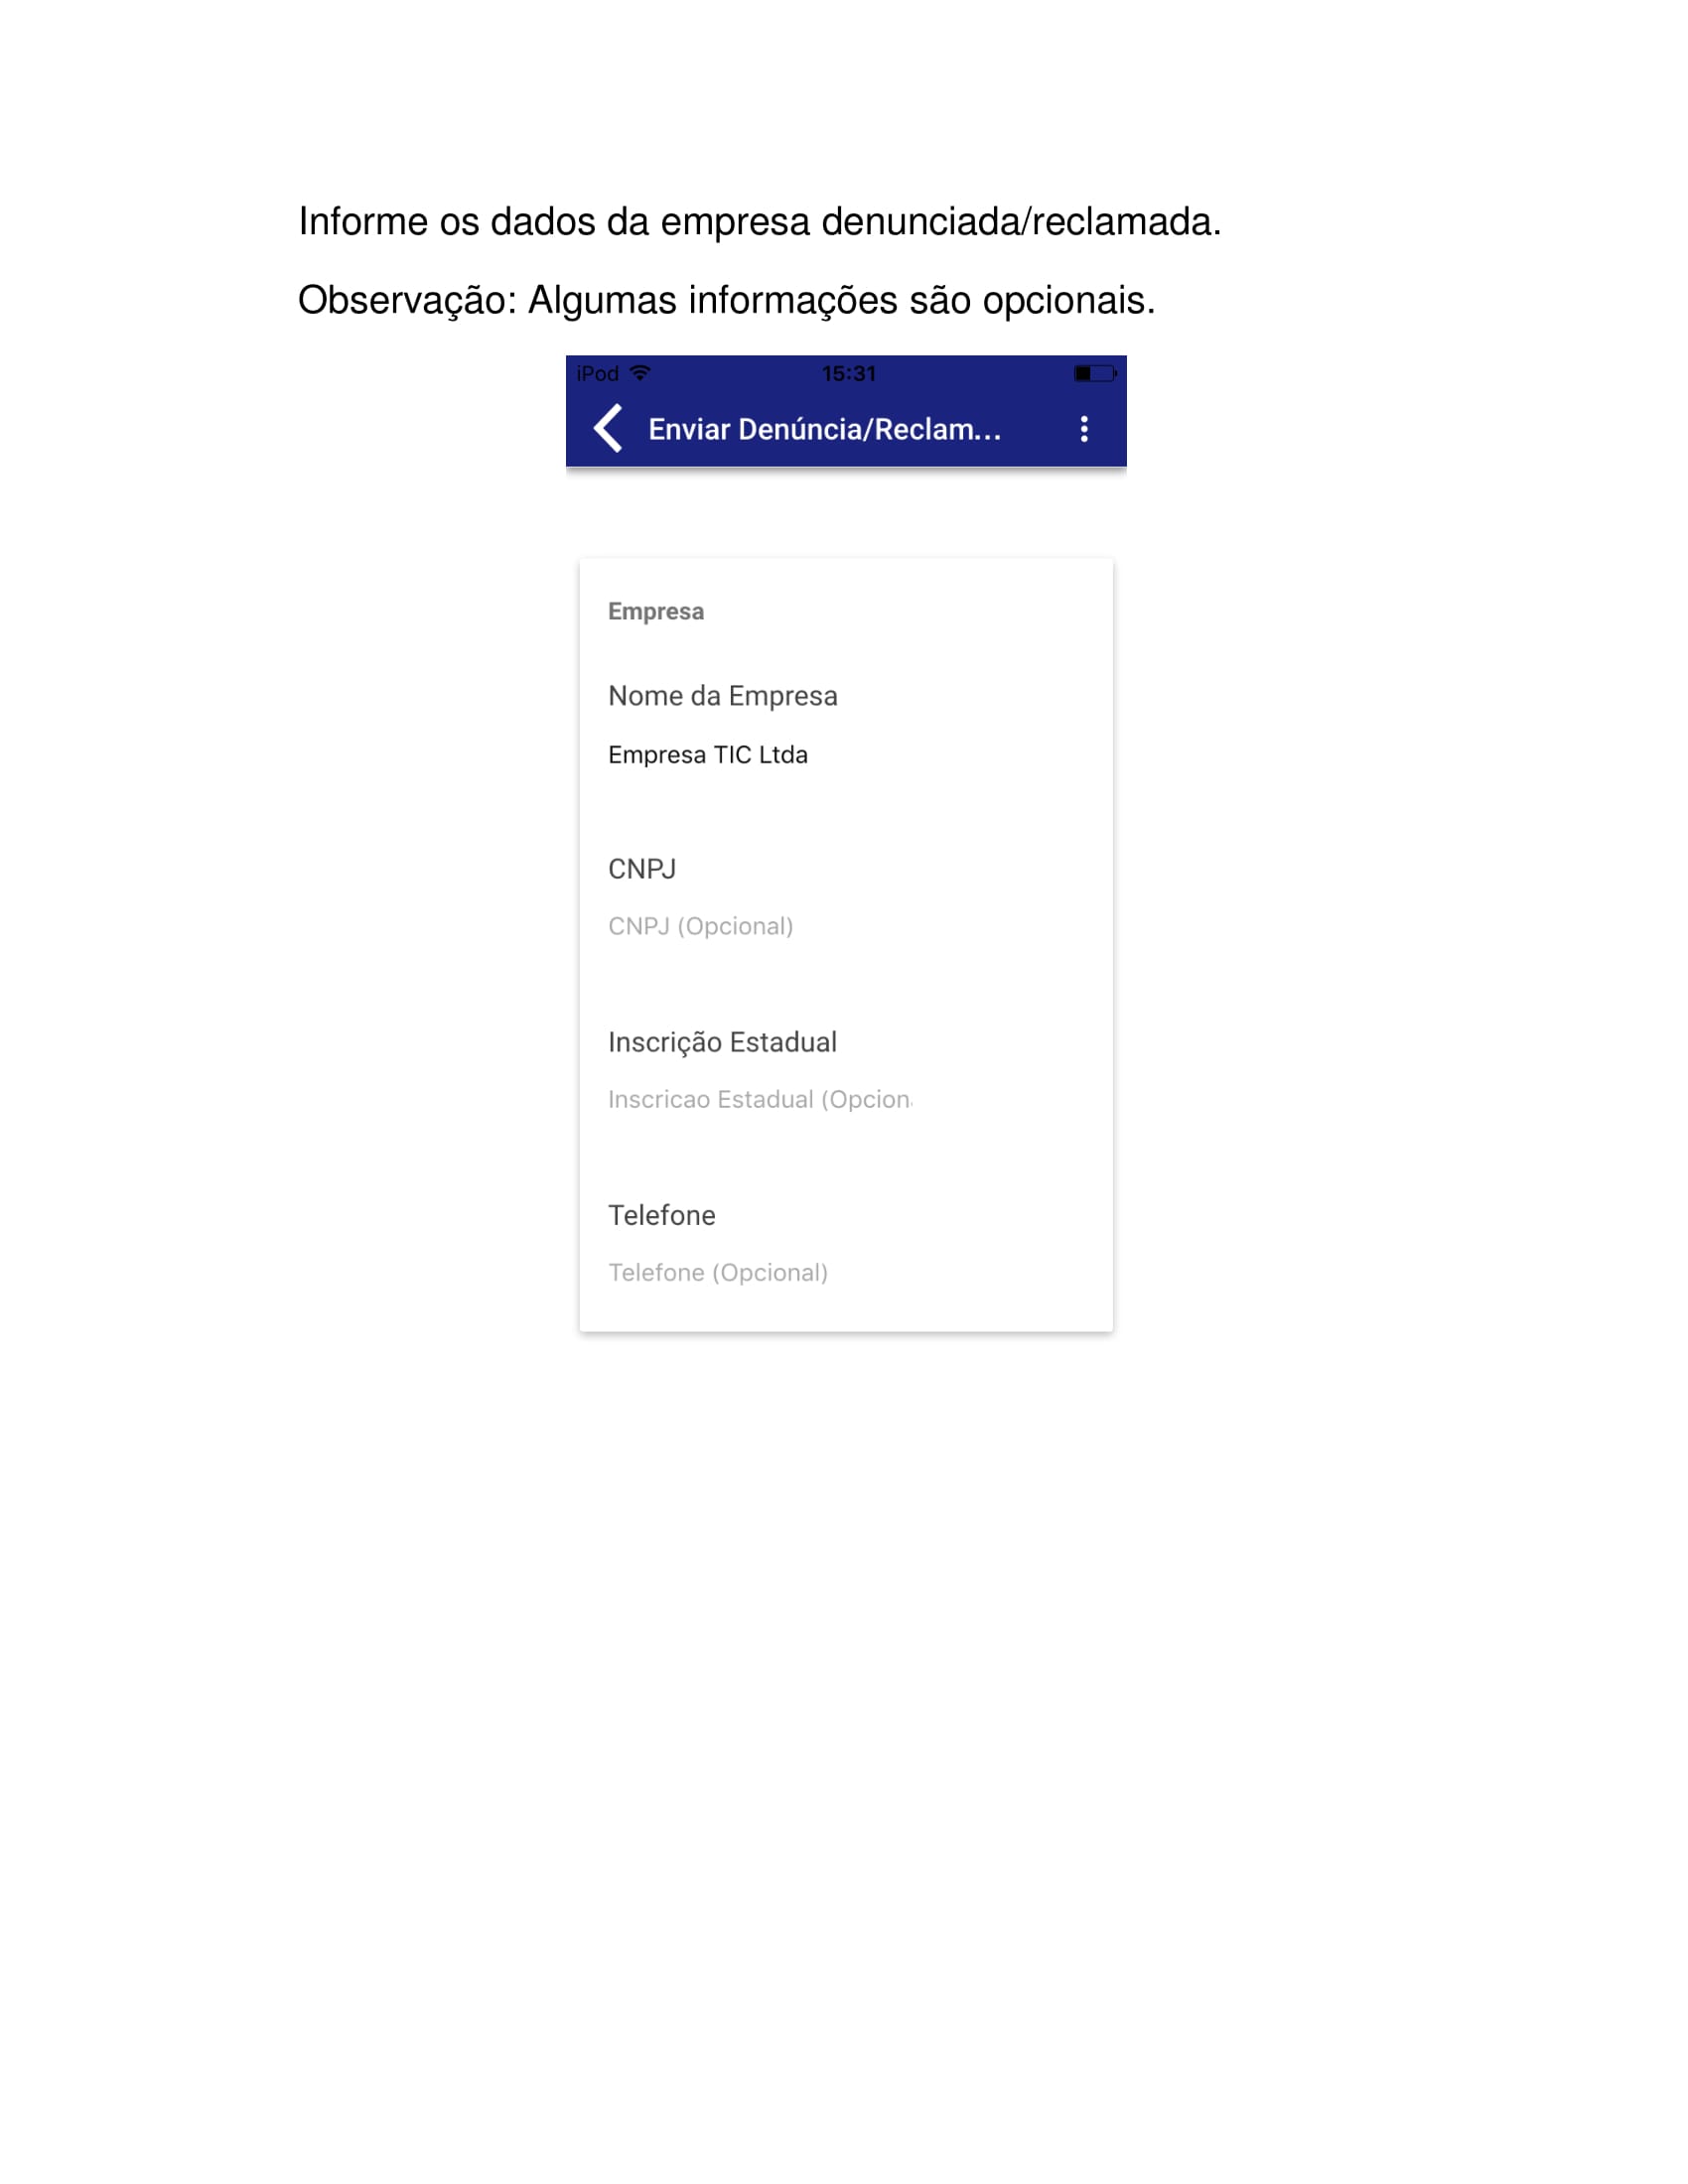 Informe os dados da empresa denunciada/reclamada.
Observação: Algumas informações são opcionais.
iPod 15:31
Enviar Denúncia/Reclam...
Empresa
Nome da Empresa
Empresa TIC Ltda
CNPJ
CNPJ (Opcional)
Inscrição Estadual
Inscricao Estadual (Opcion
Telefone
Telefone (Opcional)